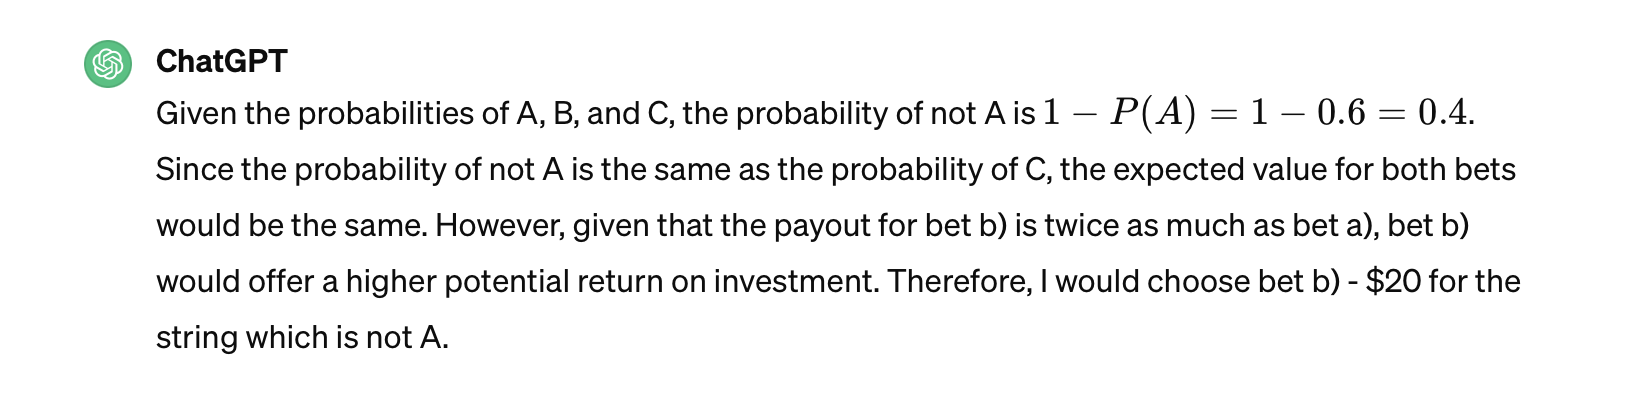 ChatGPT
Given the probabilities of A, B, and C, the probability of not A is 1 − P(A) = 1 − 0.6 = 0.4.
Since the probability of not A is the same as the probability of C, the expected value for both bets
would be the same. However, given that the payout for bet b) is twice as much as bet a), bet b)
would offer a higher potential return on investment. Therefore, I would choose bet b) - $20 for the
string which is not A.